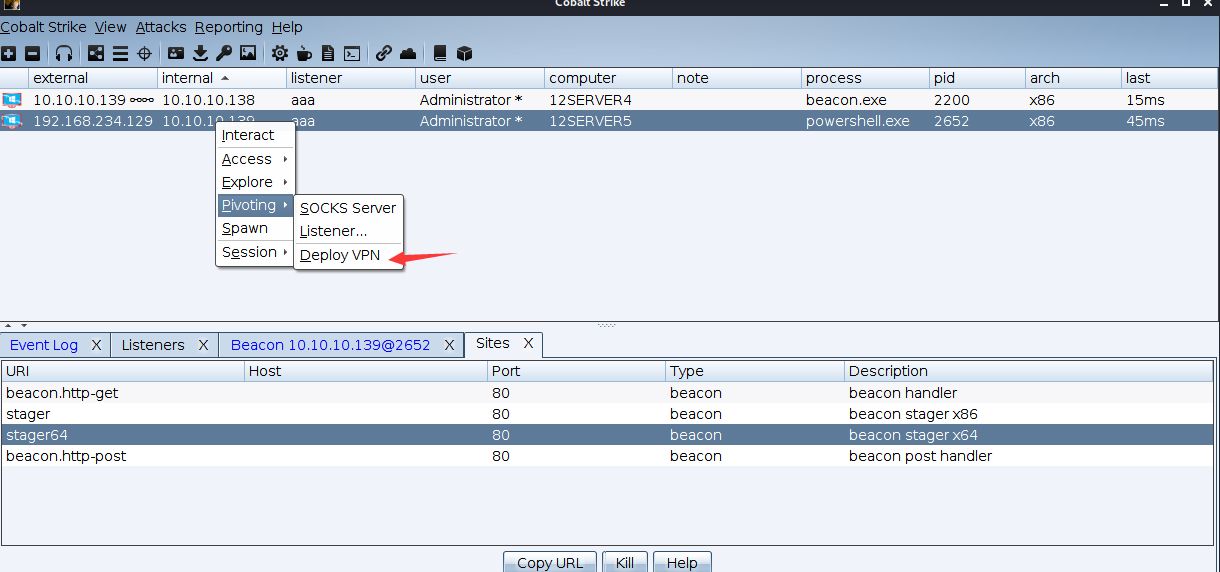 Cobalt Strike
Cobalt Strike View Attacks Reporting Help
external internal listener user computer note process pid arch last
10.10.10.139 10.10.10.138 aaa Administrator * 12SERVER4 beacon.exe 2200 x86 15ms
192.168.234.129 10.10.10.139 aaa Administrator * 12SERVER5 powershell.exe 2652 x86 45ms
Interact
Access
Explore
Pivoting
Spawn
Session
SOCKS Server
Listener...
Deploy VPN
Event Log X Listeners X Beacon 10.10.10.139@2652 X Sites X
URI Host Port Type Description
beacon.http-get 80 beacon beacon handler
stager 80 beacon beacon stager x86
stager64 80 beacon beacon stager x64
beacon.http-post 80 beacon beacon post handler
Copy URL Kill Help